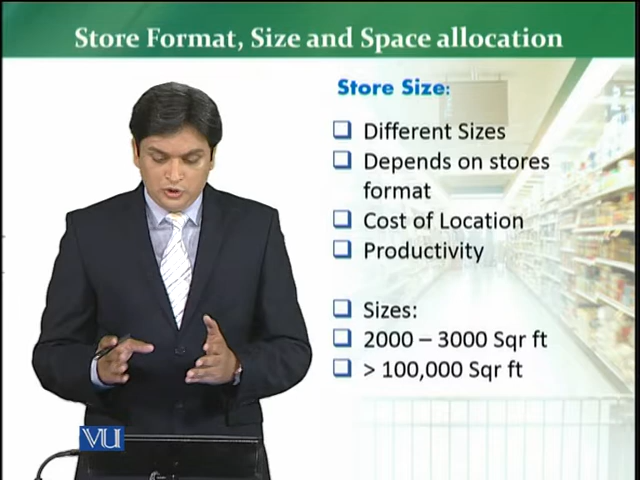 Store Format, Size and Space allocation
Store Size:
Different Sizes
Depends on stores
format
Cost of Location
Productivity
Sizes:
2000 – 3000 Sqr ft
> 100,000 Sqr ft
VU